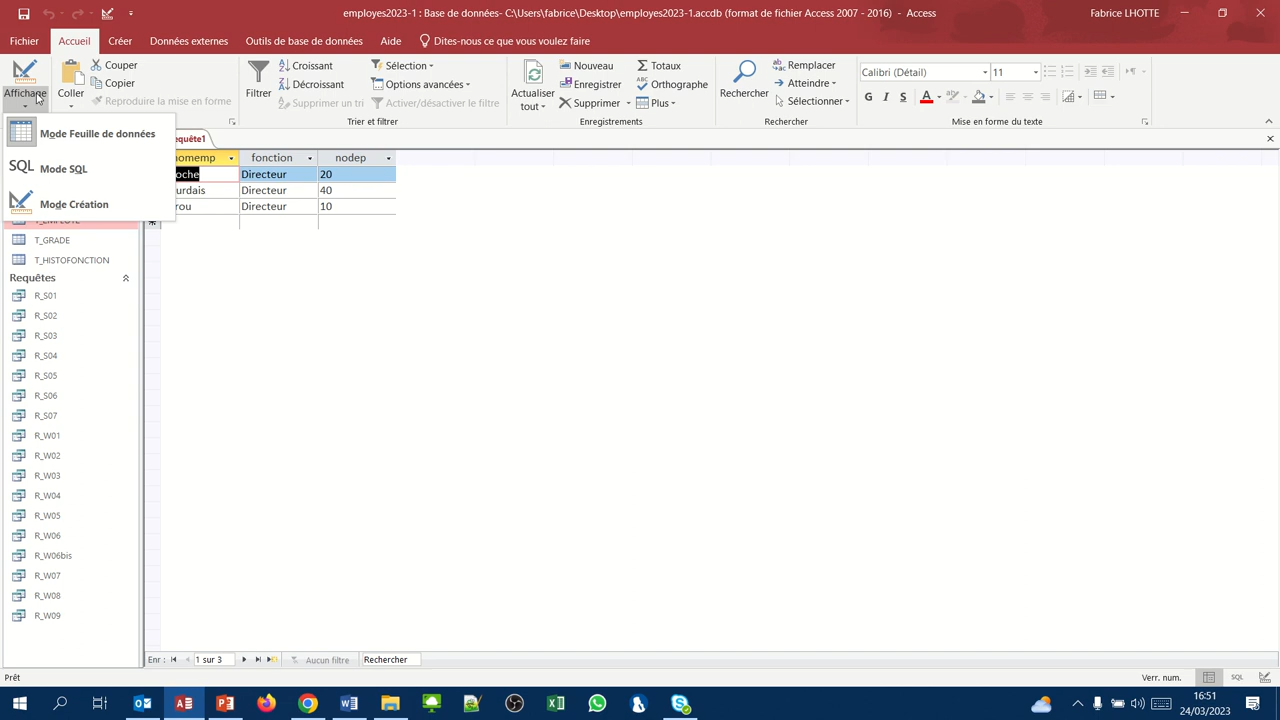 employes2023-1 : Base de données- C:\Users\fabrice\Desktop\employes2023-1.accdb (format de fichier Access 2007 - 2016) - Access
Fabrice LHOTTE
Fichier Accueil Créer Données externes Outils de base de données Aide Dites-nous ce que vous voulez faire
Affichage
Coller
Couper
Copier
Reproduire la mise en forme
Filtrer
Croissant
Décroissant
Supprimer un tri
Sélection
Options avancées
Activer/désactiver le filtre
Trier et filtrer
Actualiser
tout
Nouveau
Enregistrer
Supprimer
Totaux
Orthographe
Plus
Enregistrements
Rechercher
Remplacer
Atteindre
Sélectionner
Rechercher
Calibri (Détail) 11
G I S A
Mise en forme du texte
Mode Feuille de données
SQL Mode SQL
Mode Création
equête1
nomemp fonction nodep
oche Directeur 20
urdais Directeur 40
rou Directeur 10
T_EMPLOYE
T_GRADE
T_HISTOFONCTION
Requêtes
R_S01
R_S02
R_S03
R_S04
R_S05
R_S06
R_S07
R_W01
R_W02
R_W03
R_W04
R_W05
R_W06
R_W06bis
R_W07
R_W08
R_W09
Enr : 1 sur 3 Aucun filtre Rechercher
Prêt
Verr. num.
SQL
16:51
24/03/2023